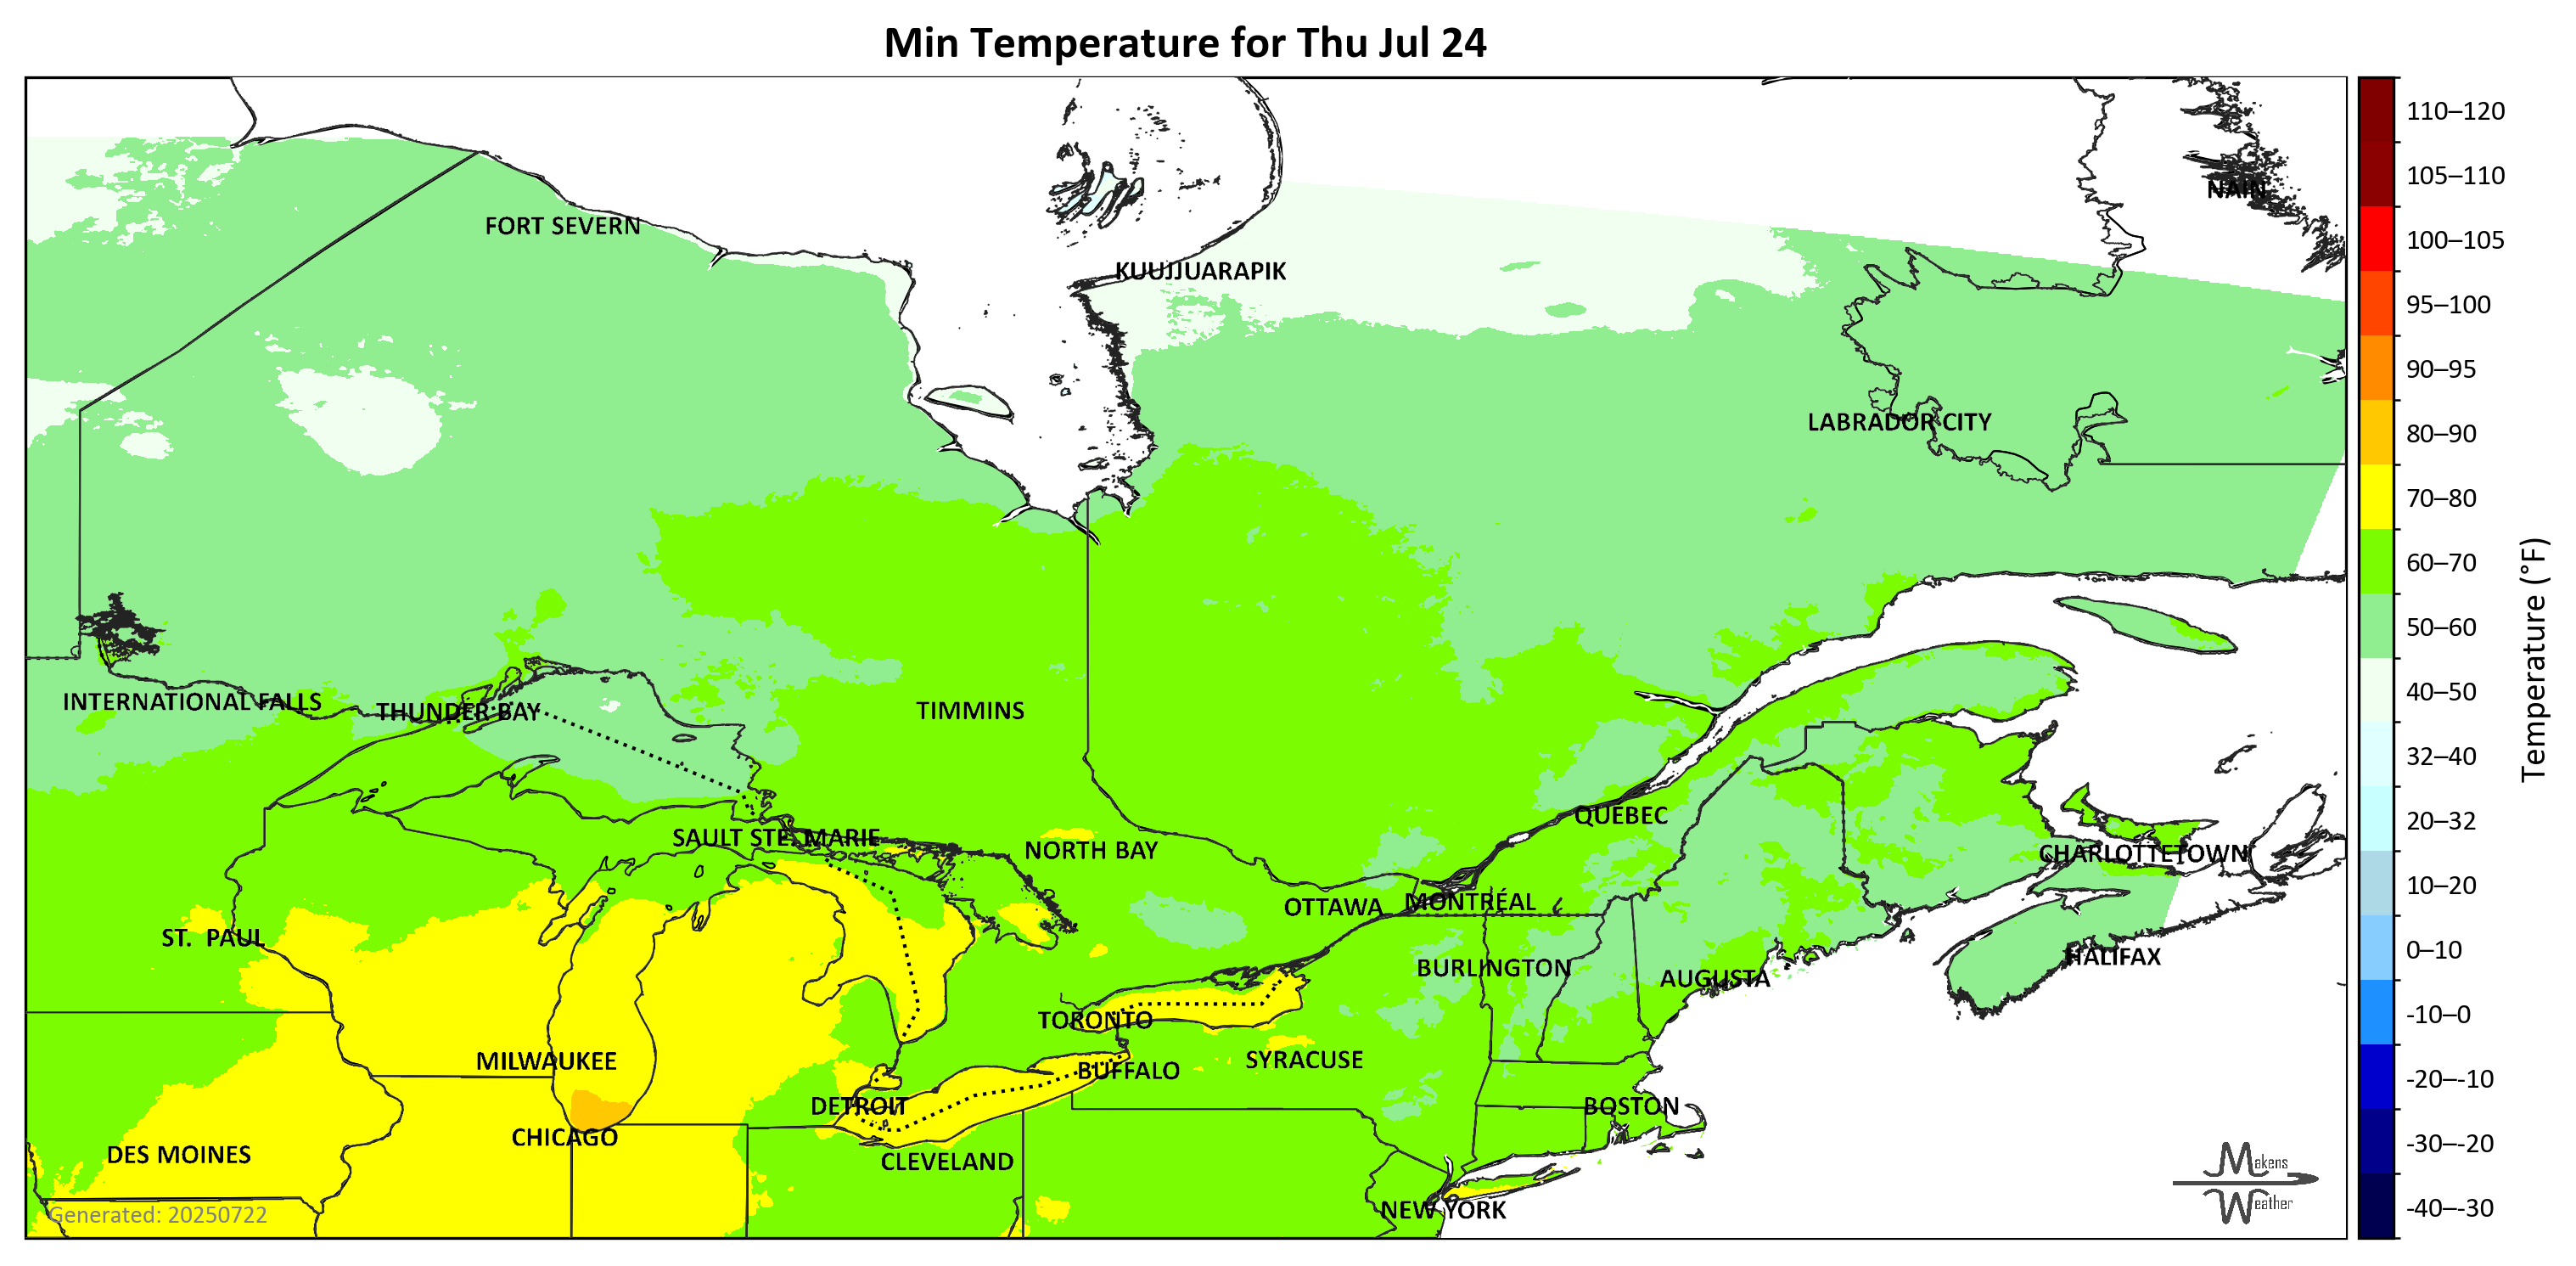 Min Temperature for Thu Jul 24
NAIN
FORT SEVERN
KUUJJUARAPIK
LABRADOR CITY
INTERNATIONAL FALLS
THUNDER BAY
TIMMINS
QUÉBEC
SAULT STE. MARIE
NORTH BAY
CHARLOTTETOWN
OTTAWA
MONTRÉAL
ST. PAUL
HALIFAX
BURLINGTON
AUGUSTA
TORONTO
MILWAUKEE
SYRACUSE
BUFFALO
DETROIT
BOSTON
CHICAGO
DES MOINES
CLEVELAND
NEW YORK
Generated: 20250722
Makens
Weather
110–120
105–110
100–105
95–100
90–95
80–90
70–80
60–70
50–60
40–50
32–40
20–32
10–20
0–10
-10–0
-20–-10
-30–-20
-40–-30
Temperature (°F)